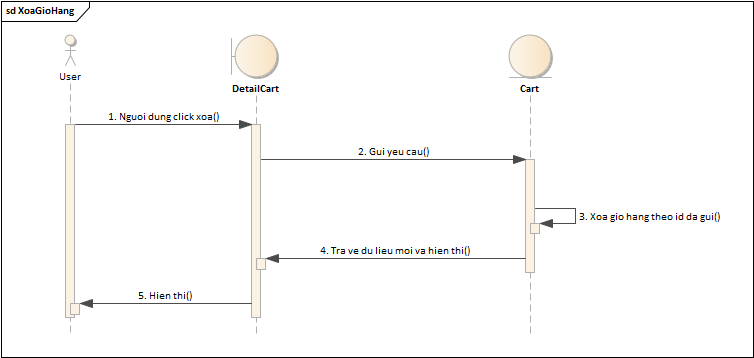 sd XoaGioHang
User
DetailCart
Cart
1. Nguoi dung click xoa()
2. Gui yeu cau()
3. Xoa gio hang theo id da gui()
4. Tra ve du lieu moi va hien thi()
5. Hien thi()